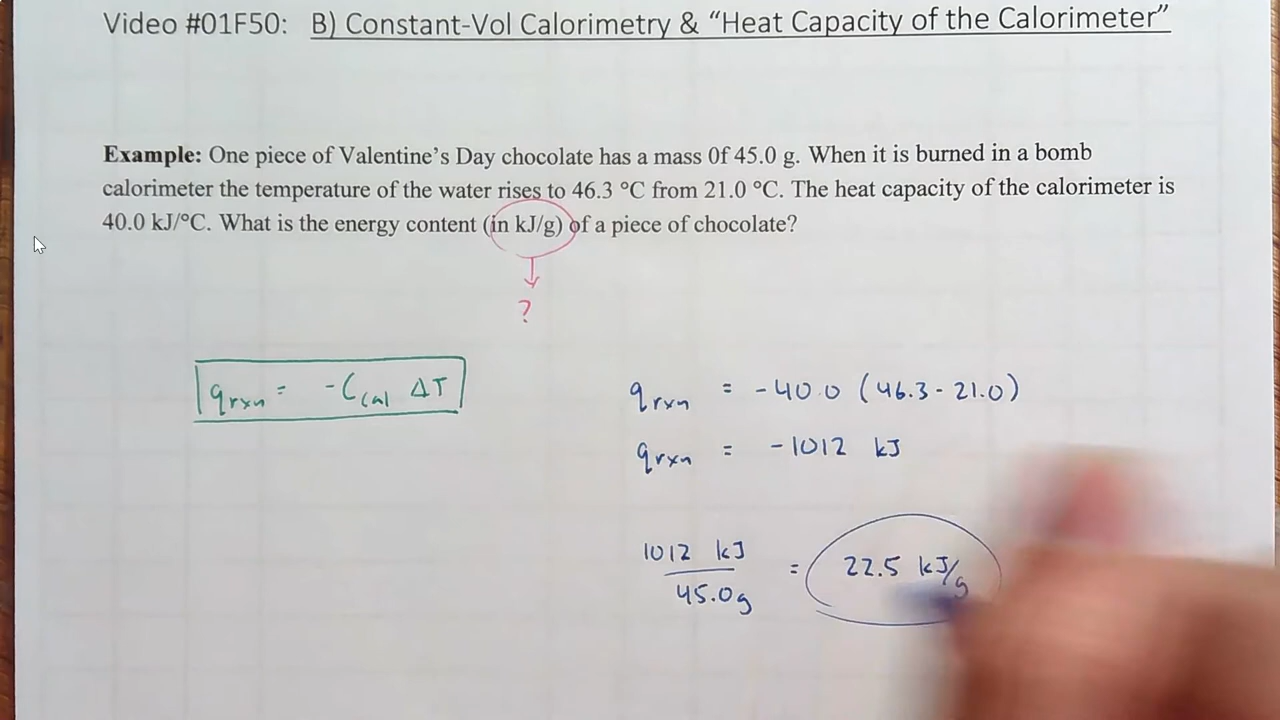 Video #01F50: B) Constant-Vol Calorimetry & “Heat Capacity of the Calorimeter”
Example: One piece of Valentine’s Day chocolate has a mass 0f 45.0 g. When it is burned in a bomb
calorimeter the temperature of the water rises to 46.3 °C from 21.0 °C. The heat capacity of the calorimeter is
40.0 kJ/°C. What is the energy content (in kJ/g) of a piece of chocolate?
?
qrxn = -Ccal ΔT
qrxn = -40.0 (46.3 - 21.0)
qrxn = -1012 kJ
1012 kJ
45.0g
= 22.5 kJ/g